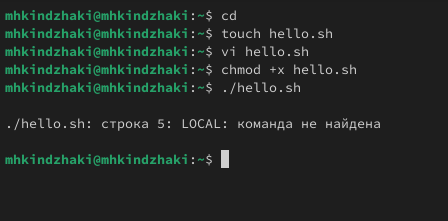 mhkindzhaki@mhkindzhaki:~$ cd
mhkindzhaki@mhkindzhaki:~$ touch hello.sh
mhkindzhaki@mhkindzhaki:~$ vi hello.sh
mhkindzhaki@mhkindzhaki:~$ chmod +x hello.sh
mhkindzhaki@mhkindzhaki:~$ ./hello.sh
./hello.sh: строка 5: LOCAL: команда не найдена
mhkindzhaki@mhkindzhaki:~$